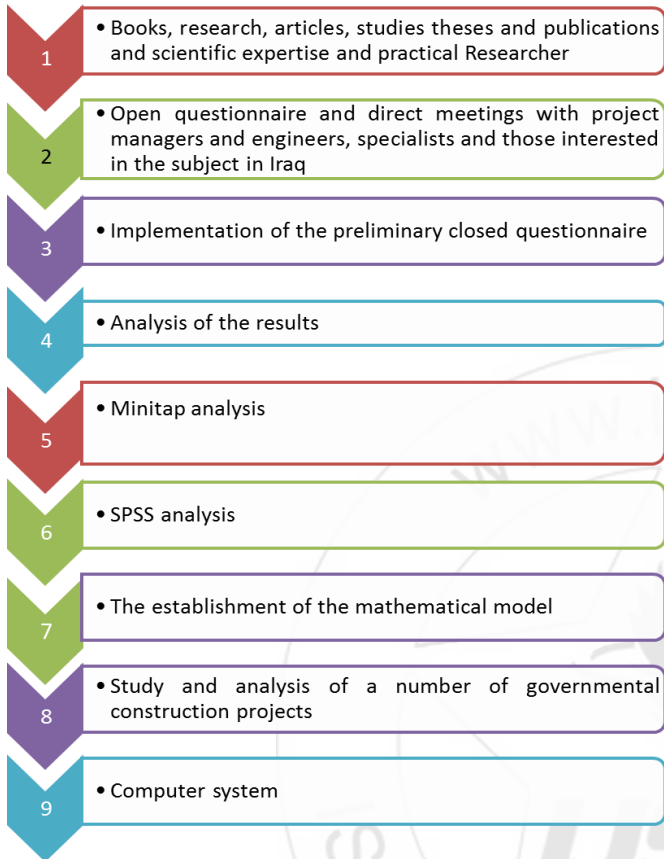 1
• Books, research, articles, studies theses and publications
and scientific expertise and practical Researcher
2
• Open questionnaire and direct meetings with project
managers and engineers, specialists and those interested
in the subject in Iraq
3
• Implementation of the preliminary closed questionnaire
4
• Analysis of the results
5
• Minitap analysis
6
• SPSS analysis
7
• The establishment of the mathematical model
8
• Study and analysis of a number of governmental
construction projects
9
• Computer system
www.